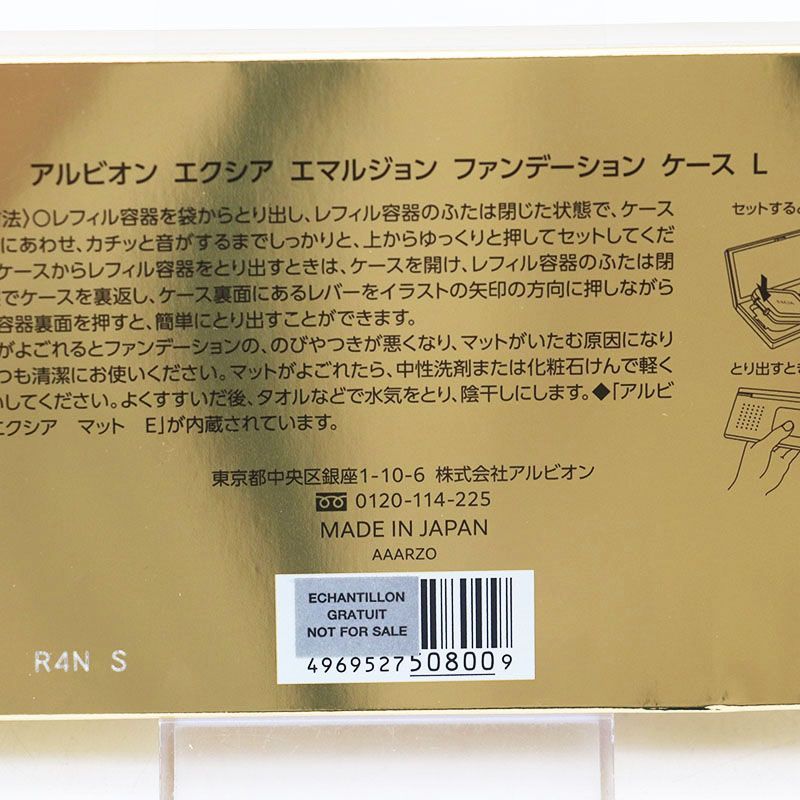 アルビオン エクシア エマルジョン ファンデーション ケース L
法〉〇レフィル容器を袋からとり出し、レフィル容器のふたは閉じた状態で、ケース
にあわせ、カチッと音がするまでしっかりと、上からゆっくりと押してセットしてくだ
ケースからレフィル容器をとり出すときは、ケースを開け、レフィル容器のふたは閉
でケースを裏返し、ケース裏面にあるレバーをイラストの矢印の方向に押しながら
容器裏面を押すと、簡単にとり出すことができます。
がよごれるとファンデーションの、のびやつきが悪くなり、マットがいたむ原因になり
つも清潔にお使いください。マットがよごれたら、中性洗剤または化粧石けんで軽く
いしてください。よくすすいだ後、タオルなどで水気をとり、陰干しにします。◆「アルビ
エクシア マット E」が内蔵されています。
セットすると
とり出すとき
東京都中央区銀座1-10-6 株式会社アルビオン
0120-114-225
MADE IN JAPAN
AAARZO
ECHANTILLON
GRATUIT
NOT FOR SALE
4969527508009
R4N S